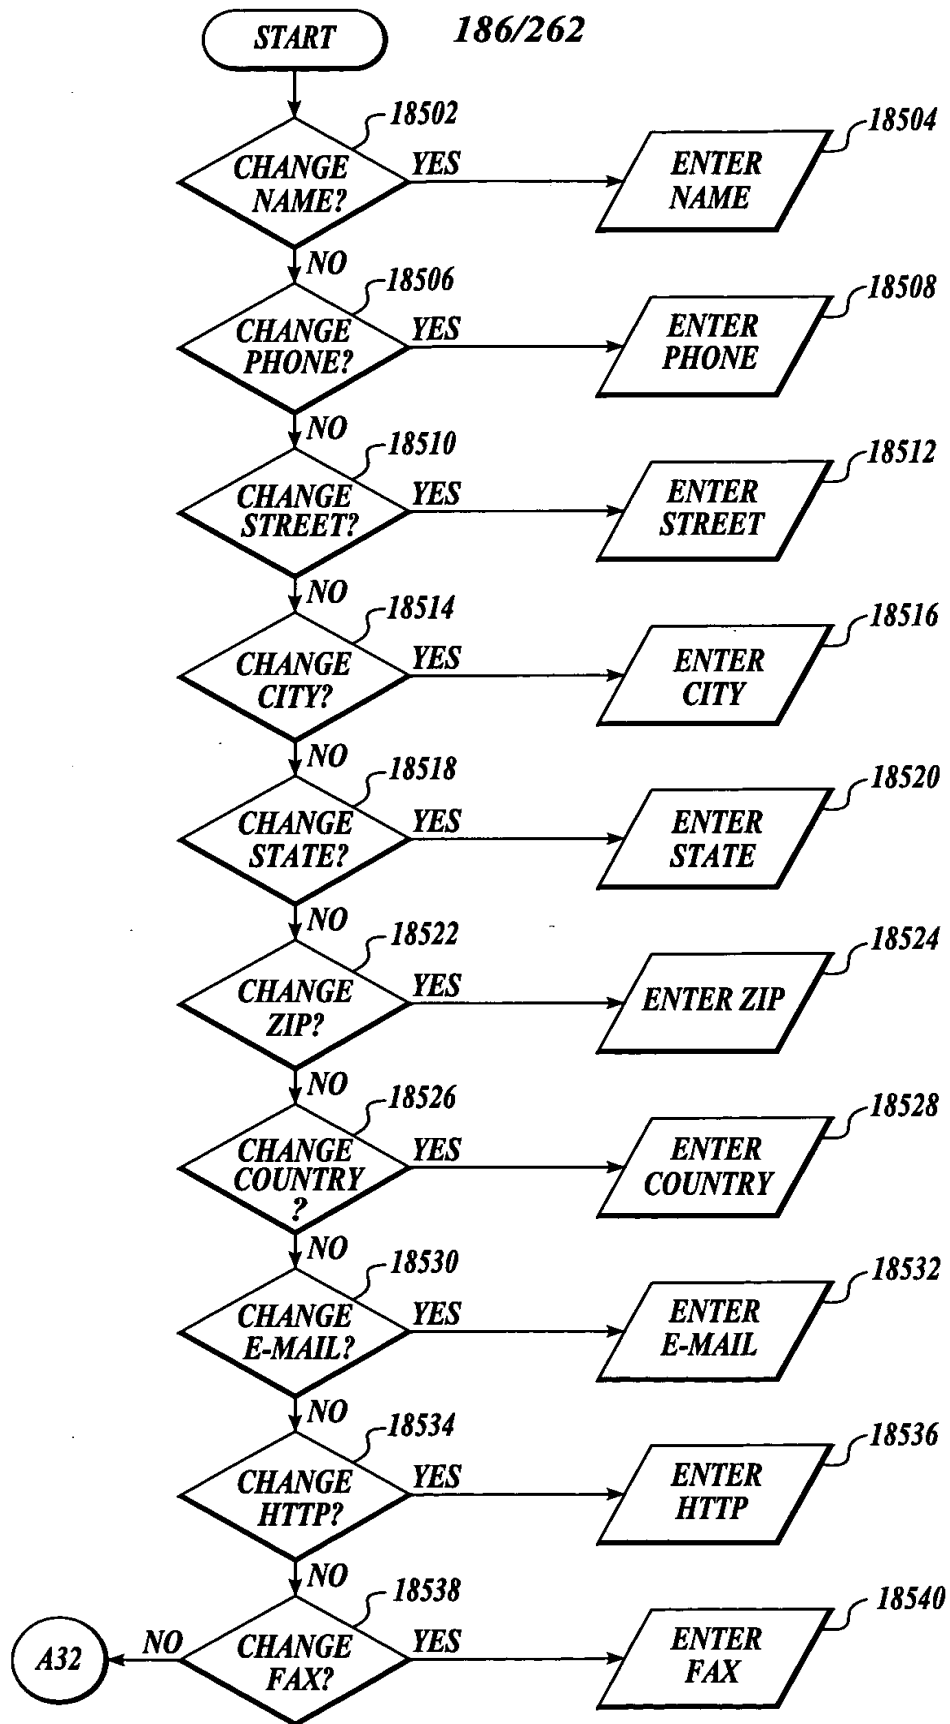 START
186/262
18502
18504
CHANGE
NAME?
YES
ENTER
NAME
NO
18506
18508
CHANGE
PHONE?
YES
ENTER
PHONE
NO
18510
18512
CHANGE
STREET?
YES
ENTER
STREET
NO
18514
18516
CHANGE
CITY?
YES
ENTER
CITY
NO
18518
18520
CHANGE
STATE?
YES
ENTER
STATE
NO
18522
18524
CHANGE
ZIP?
YES
ENTER ZIP
NO
18526
18528
CHANGE
COUNTRY
?
YES
ENTER
COUNTRY
NO
18530
18532
CHANGE
E-MAIL?
YES
ENTER
E-MAIL
NO
18534
18536
CHANGE
HTTP?
YES
ENTER
HTTP
NO
18538
18540
A32
NO
CHANGE
FAX?
YES
ENTER
FAX